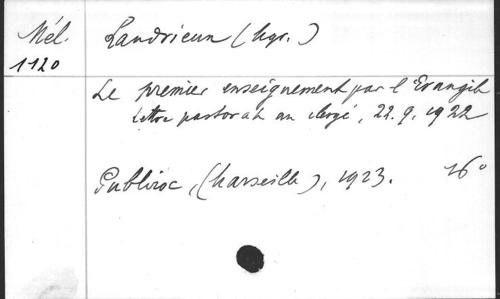 Mél. Landrieux (Mgr.)
1120
Le premier enseignement par l'Evangile
lettre pastorale au clergé, 22.9.1922
Publiroc, (Marseille), 1923. 16°